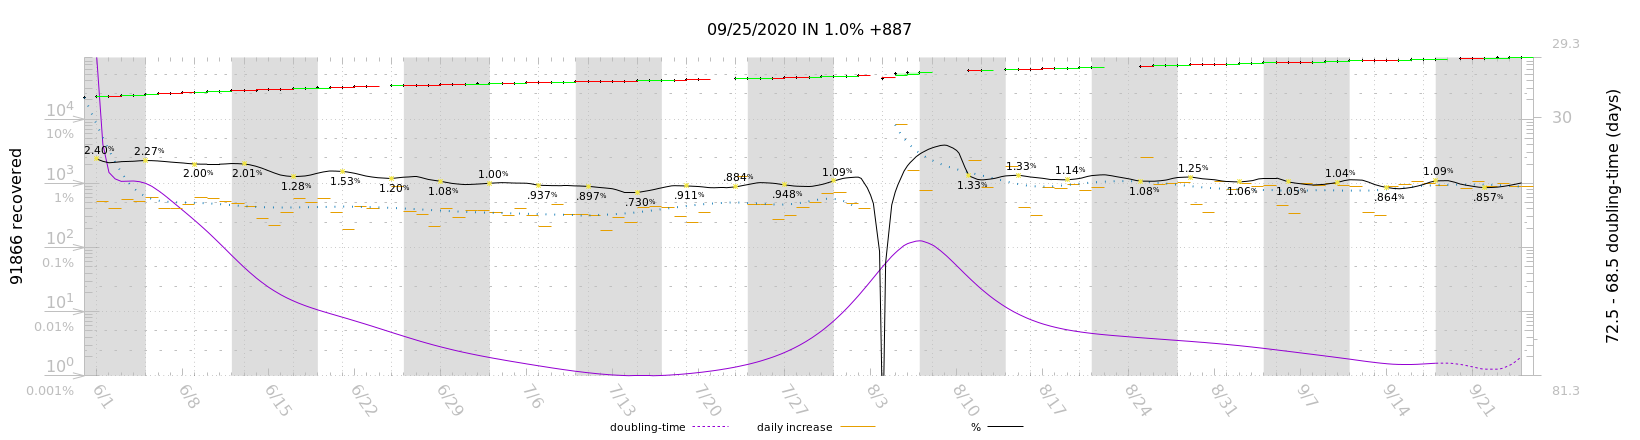 09/25/2020 IN 1.0% +887
29.3
10^4
10%
30
2.40% 2.27% 2.00% 2.01% 1.28% 1.53% 1.20% 1.08% 1.00% .937% .897% .730% .911% .884% .948% 1.09% 1.33% 1.33% 1.14% 1.08% 1.25% 1.06% 1.05% 1.04% .864% 1.09% .857%
10^3
1%
10^2
0.1%
10^1
0.01%
10^0
0.001%
81.3
91866 recovered
72.5 - 68.5 doubling-time (days)
6/1 6/8 6/15 6/22 6/29 7/6 7/13 7/20 7/27 8/3 8/10 8/17 8/24 8/31 9/7 9/14 9/21
doubling-time daily increase %